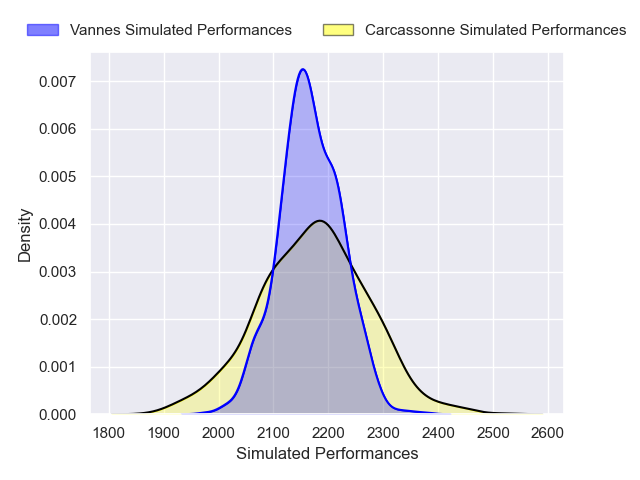 Vannes Simulated Performances Carcassonne Simulated Performances
0.007
0.006
0.005
0.004
0.003
0.002
0.001
0.000
Density
1800 1900 2000 2100 2200 2300 2400 2500 2600
Simulated Performances